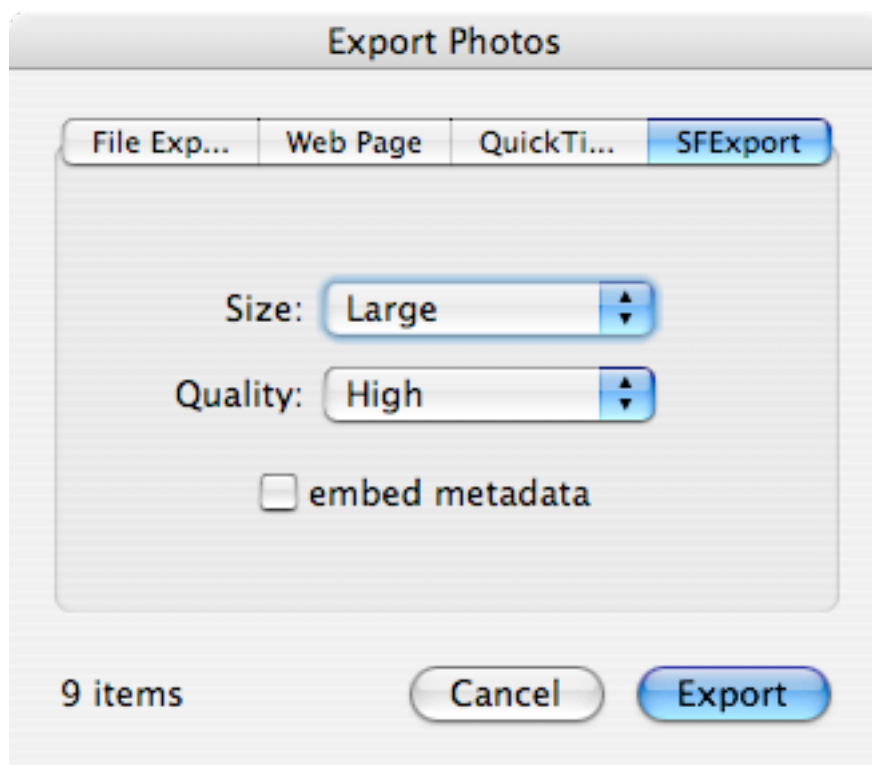 Export Photos
File Exp... Web Page QuickTi... SFExport
Size: Large
Quality: High
embed metadata
9 items Cancel Export